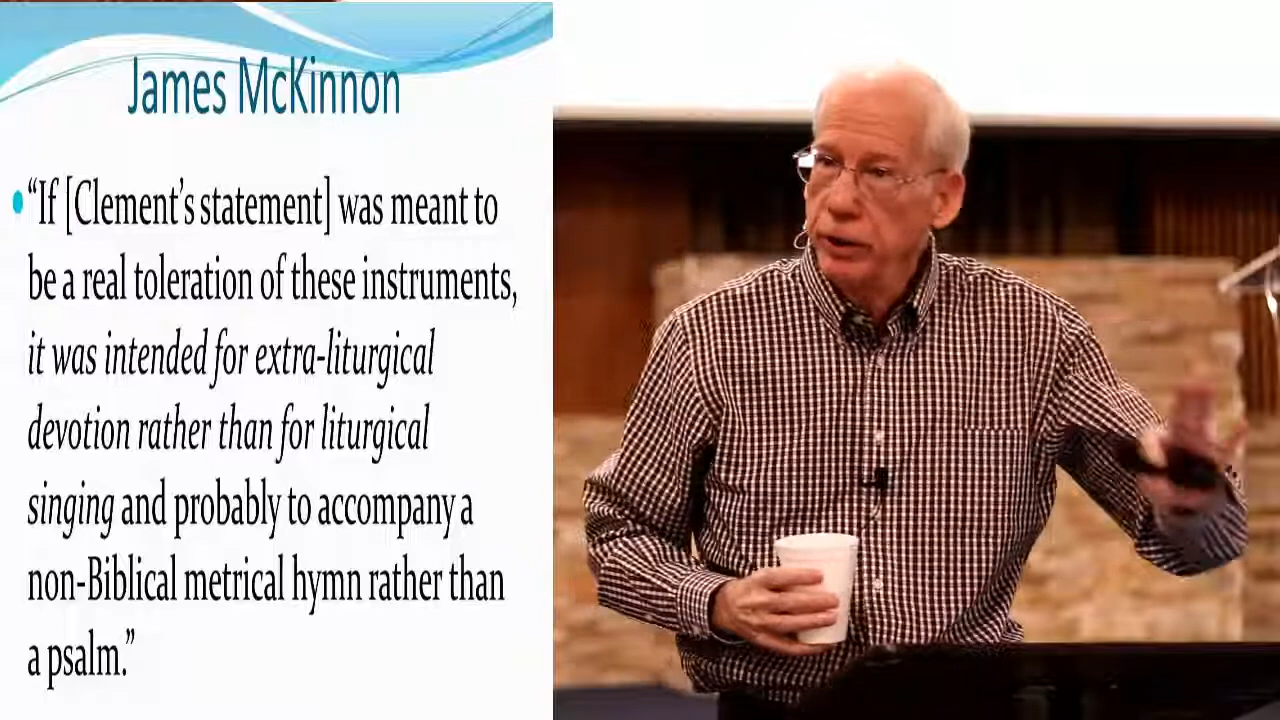 James McKinnon
“If [Clement’s statement] was meant to
be a real toleration of these instruments,
it was intended for extra-liturgical
devotion rather than for liturgical
singing and probably to accompany a
non-Biblical metrical hymn rather than
a psalm.”